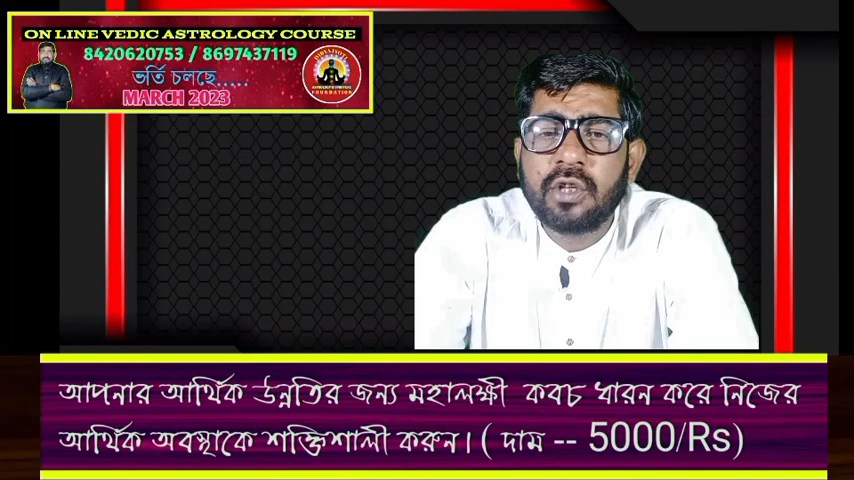 ON LINE VEDIC ASTROLOGY COURSE
8420620753 / 8697437119
ভর্তি চলছে.....
MARCH 2023
FOUNDATION
আপনার আর্থিক উন্নতির জন্য মহালক্ষী কবচ ধারন করে নিজের
আর্থিক অবস্থাকে শক্তিশালী করুন। ( দাম -- 5000/Rs)